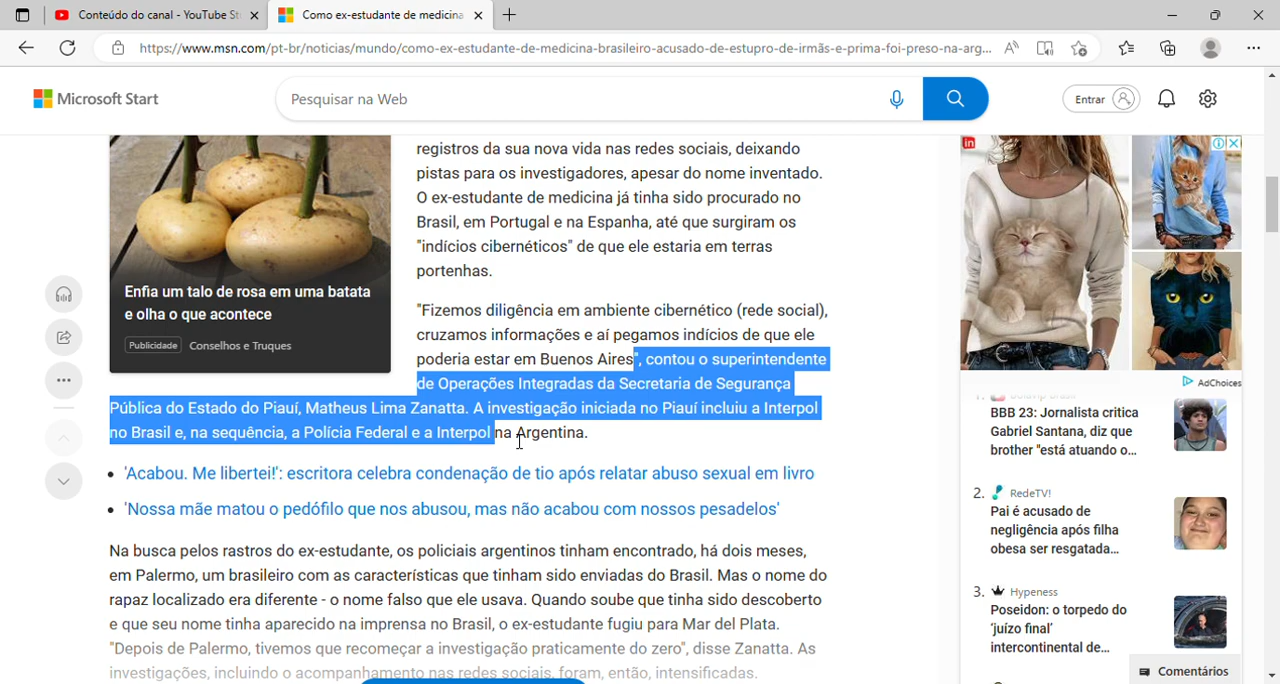 Conteúdo do canal - YouTube St
Como ex-estudante de medicina
https://www.msn.com/pt-br/noticias/mundo/como-ex-estudante-de-medicina-brasileiro-acusado-de-estupro-de-irmãs-e-prima-foi-preso-na-arg...
Microsoft Start
Pesquisar na Web
Entrar
registros da sua nova vida nas redes sociais, deixando
pistas para os investigadores, apesar do nome inventado.
O ex-estudante de medicina já tinha sido procurado no
Brasil, em Portugal e na Espanha, até que surgiram os
"indícios cibernéticos" de que ele estaria em terras
portenhas.
Enfia um talo de rosa em uma batata
e olha o que acontece
Publicidade Conselhos e Truques
"Fizemos diligência em ambiente cibernético (rede social),
cruzamos informações e aí pegamos indícios de que ele
poderia estar em Buenos Aires", contou o superintendente
de Operações Integradas da Secretaria de Segurança
Pública do Estado do Piauí, Matheus Lima Zanatta. A investigação iniciada no Piauí incluiu a Interpol
no Brasil e, na sequência, a Polícia Federal e a Interpol na Argentina.
• 'Acabou. Me libertei!': escritora celebra condenação de tio após relatar abuso sexual em livro
• 'Nossa mãe matou o pedófilo que nos abusou, mas não acabou com nossos pesadelos'
Na busca pelos rastros do ex-estudante, os policiais argentinos tinham encontrado, há dois meses,
em Palermo, um brasileiro com as características que tinham sido enviadas do Brasil. Mas o nome do
rapaz localizado era diferente - o nome falso que ele usava. Quando soube que tinha sido descoberto
e que seu nome tinha aparecido na imprensa no Brasil, o ex-estudante fugiu para Mar del Plata.
"Depois de Palermo, tivemos que recomeçar a investigação praticamente do zero", disse Zanatta. As
investigações, incluindo o acompanhamento nas redes sociais, foram, então, intensificadas.
in
AdChoices
1.
BBB 23: Jornalista critica
Gabriel Santana, diz que
brother "está atuando o...
2. RedeTV!
Pai é acusado de
negligência após filha
obesa ser resgatada...
3. Hypeness
Poseidon: o torpedo do
'juízo final'
intercontinental de...
Comentários